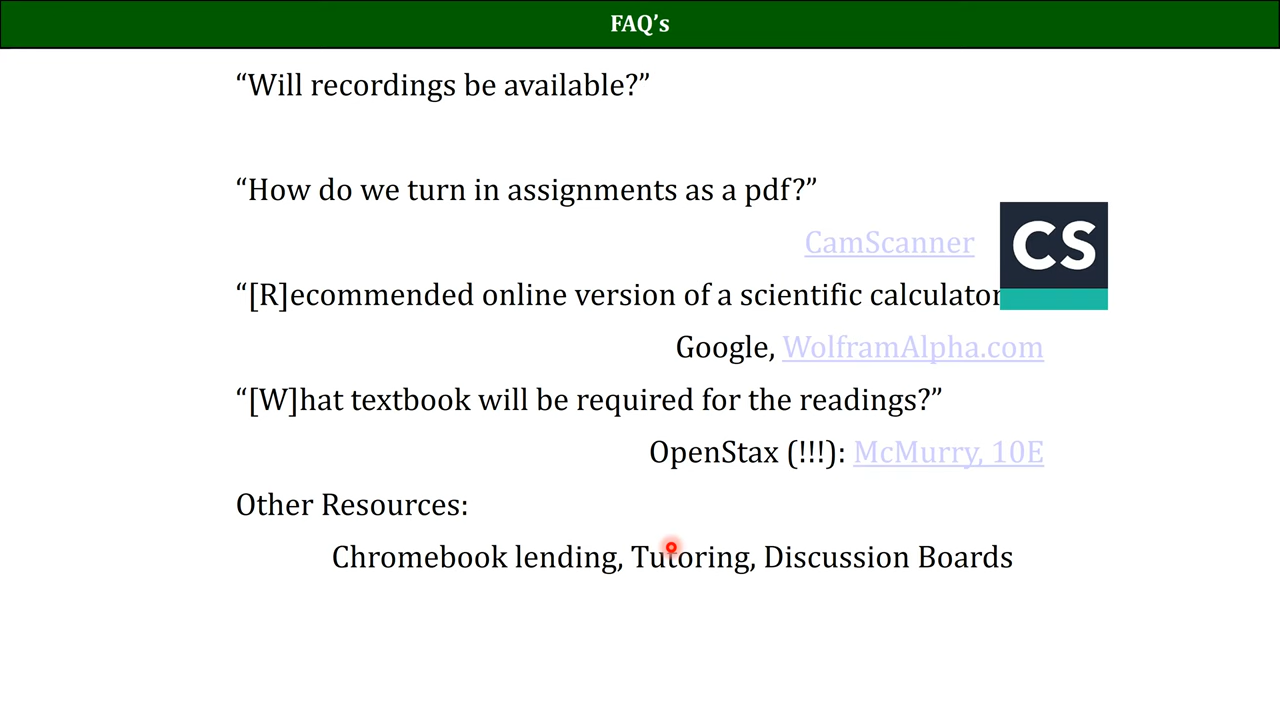 FAQ’s
“Will recordings be available?”
“How do we turn in assignments as a pdf?”
CamScanner
CS
“[R]ecommended online version of a scientific calculator
Google, WolframAlpha.com
“[W]hat textbook will be required for the readings?”
OpenStax (!!!): McMurry, 10E
Other Resources:
Chromebook lending, Tutoring, Discussion Boards